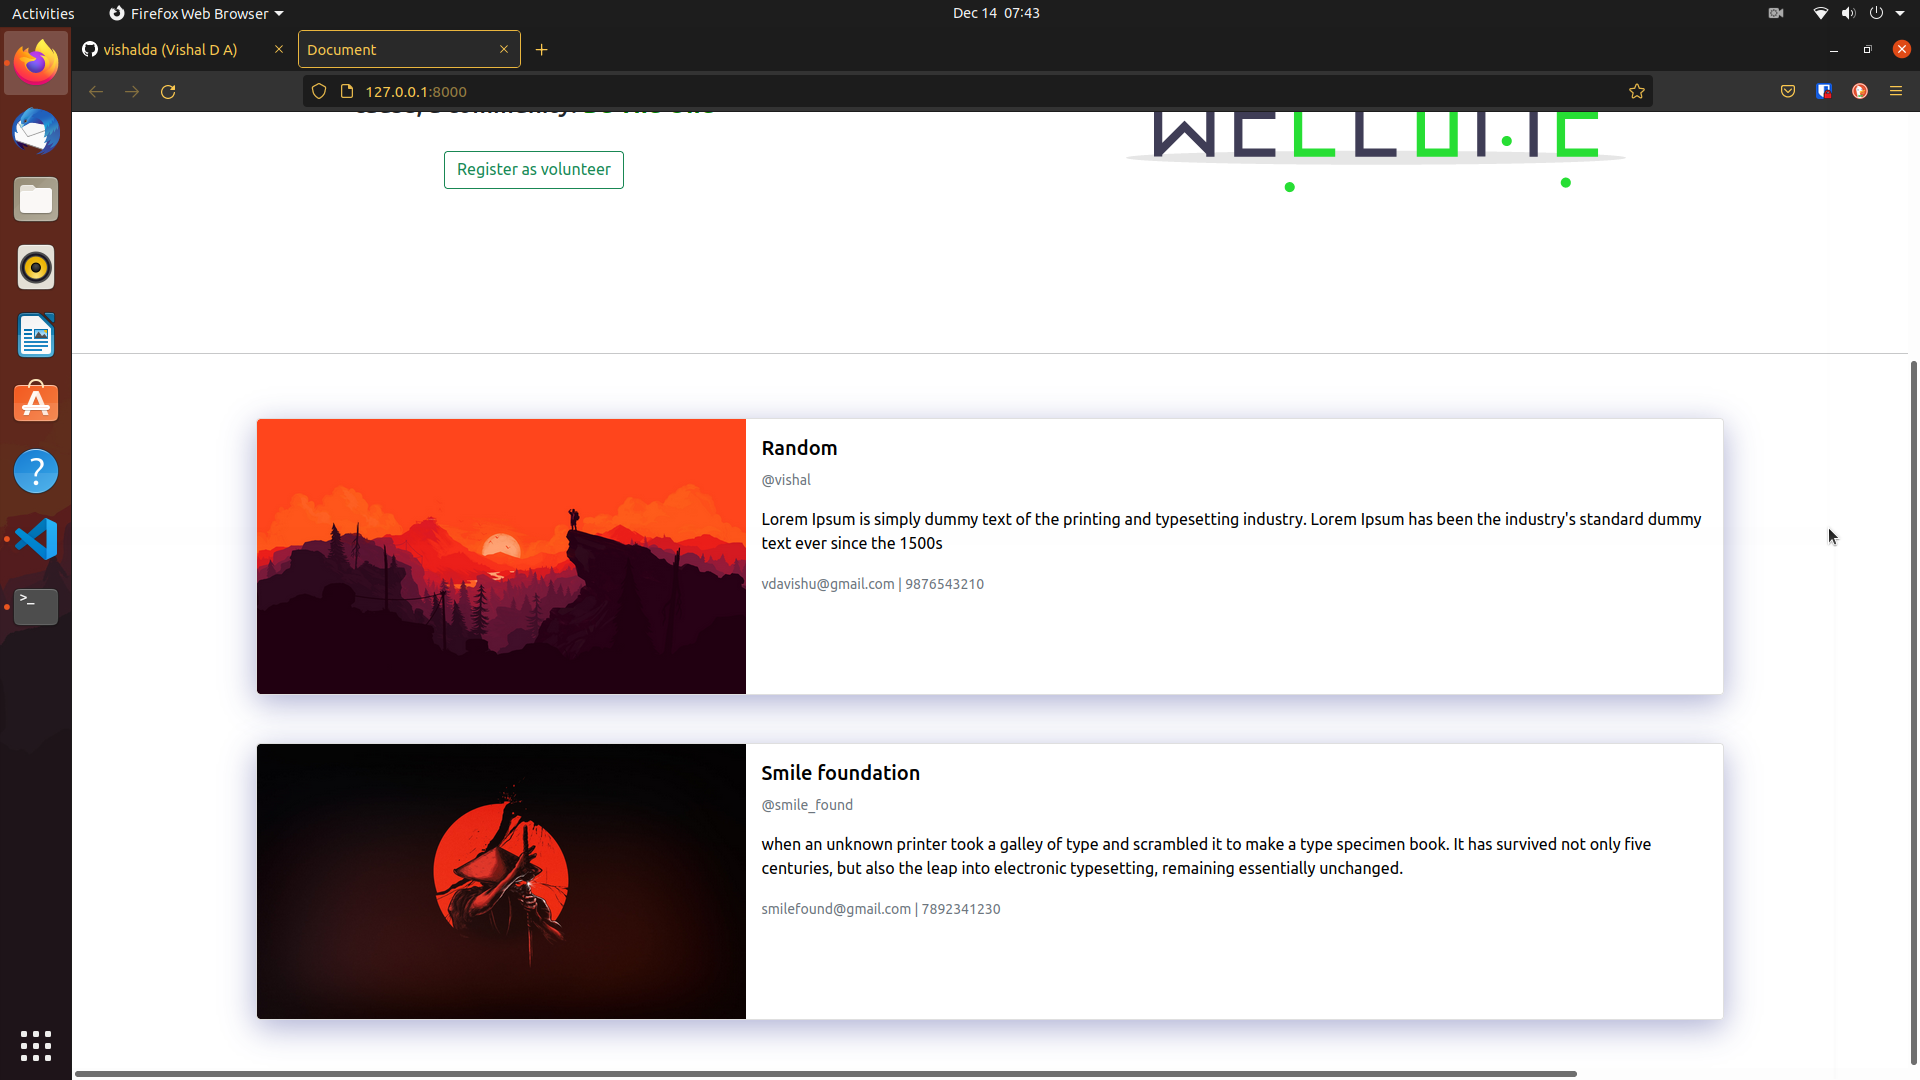 Activities
Firefox Web Browser
Dec 14 07:43
vishalda (Vishal D A)
Document
127.0.0.1:8000
WELCOME
Register as volunteer
Random
@vishal
Lorem Ipsum is simply dummy text of the printing and typesetting industry. Lorem Ipsum has been the industry's standard dummy
text ever since the 1500s
vdavishu@gmail.com | 9876543210
Smile foundation
@smile_found
when an unknown printer took a galley of type and scrambled it to make a type specimen book. It has survived not only five
centuries, but also the leap into electronic typesetting, remaining essentially unchanged.
smilefound@gmail.com | 7892341230